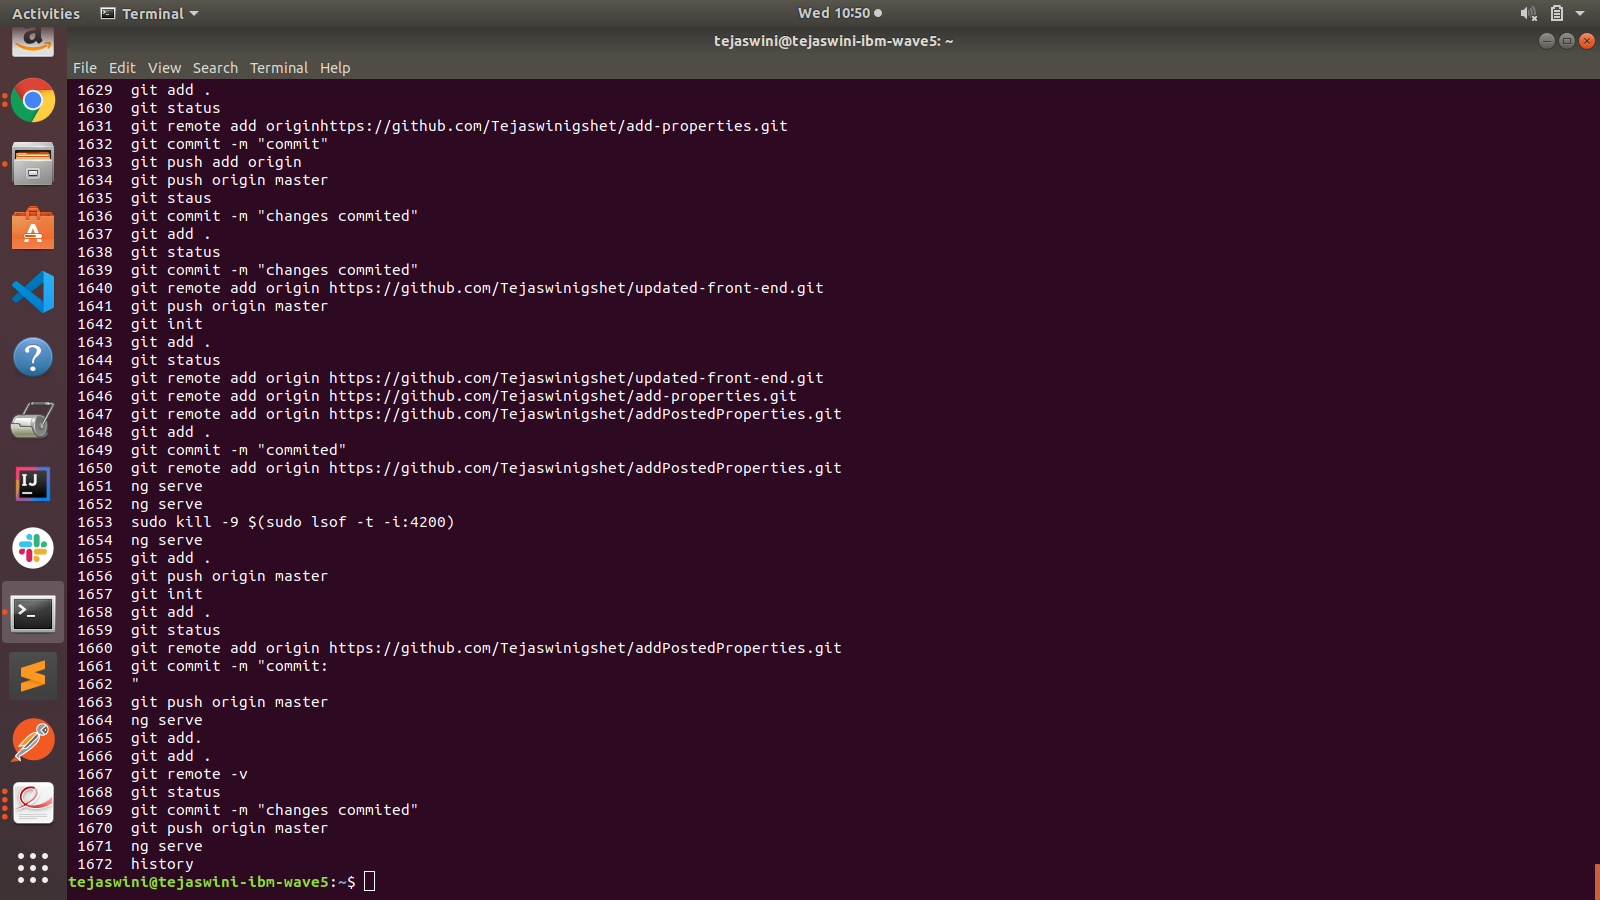 Activities Terminal Wed 10:50
tejaswini@tejaswini-ibm-wave5: ~
File Edit View Search Terminal Help
1629 git add .
1630 git status
1631 git remote add originhttps://github.com/Tejaswinigshet/add-properties.git
1632 git commit -m "commit"
1633 git push add origin
1634 git push origin master
1635 git staus
1636 git commit -m "changes commited"
1637 git add .
1638 git status
1639 git commit -m "changes commited"
1640 git remote add origin https://github.com/Tejaswinigshet/updated-front-end.git
1641 git push origin master
1642 git init
1643 git add .
1644 git status
1645 git remote add origin https://github.com/Tejaswinigshet/updated-front-end.git
1646 git remote add origin https://github.com/Tejaswinigshet/add-properties.git
1647 git remote add origin https://github.com/Tejaswinigshet/addPostedProperties.git
1648 git add .
1649 git commit -m "commited"
1650 git remote add origin https://github.com/Tejaswinigshet/addPostedProperties.git
1651 ng serve
1652 ng serve
1653 sudo kill -9 $(sudo lsof -t -i:4200)
1654 ng serve
1655 git add .
1656 git push origin master
1657 git init
1658 git add .
1659 git status
1660 git remote add origin https://github.com/Tejaswinigshet/addPostedProperties.git
1661 git commit -m "commit:
1662 "
1663 git push origin master
1664 ng serve
1665 git add.
1666 git add .
1667 git remote -v
1668 git status
1669 git commit -m "changes commited"
1670 git push origin master
1671 ng serve
1672 history
tejaswini@tejaswini-ibm-wave5:~$